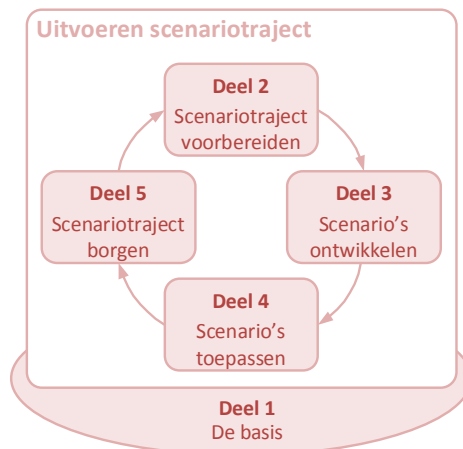 Uitvoeren scenariotraject
Deel 2
Scenariotraject
voorbereiden
Deel 5
Scenariotraject
borgen
Deel 3
Scenario's
ontwikkelen
Deel 4
Scenario's
toepassen
Deel 1
De basis